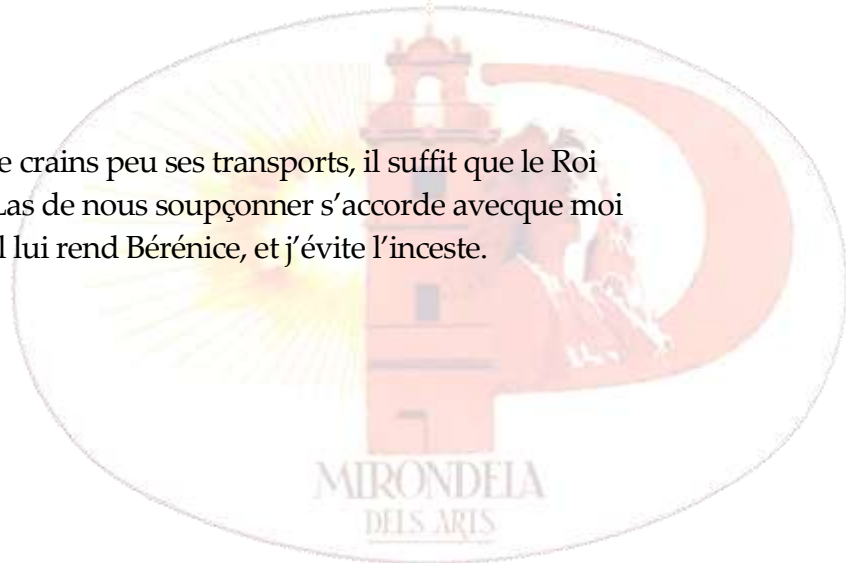 e crains peu ses transports, il suffit que le Roi
Las de nous soupçonner s’accorde avecque moi
l lui rend Bérénice, et j’évite l’inceste.
MIRONDELA
DELS ARTS